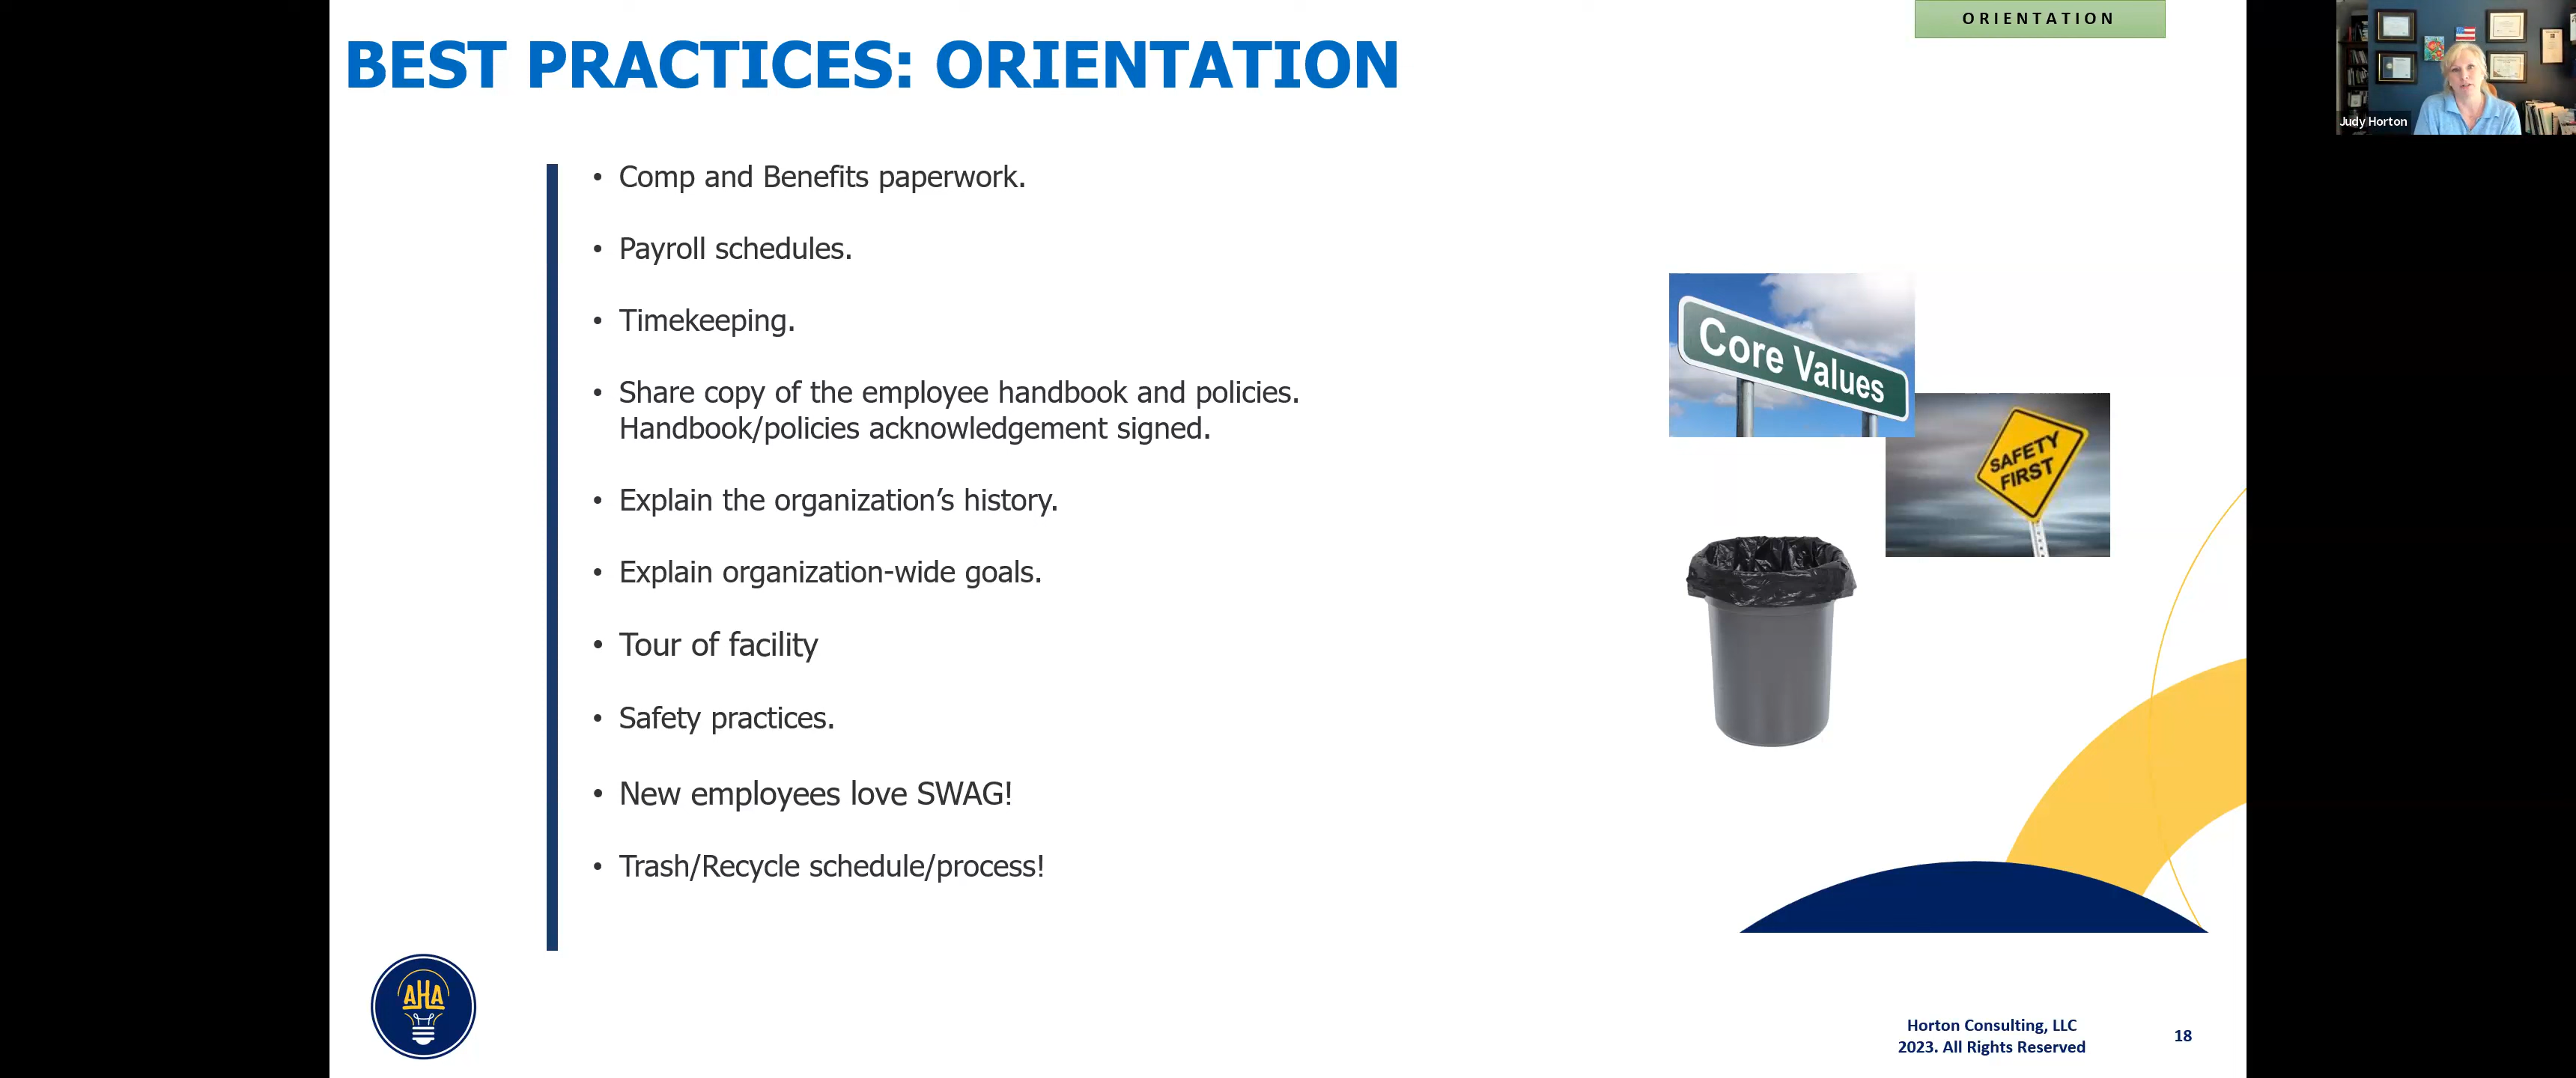 ORIENTATION
BEST PRACTICES: ORIENTATION
Judy Horton
• Comp and Benefits paperwork.
• Payroll schedules.
• Timekeeping.
• Share copy of the employee handbook and policies.
Handbook/policies acknowledgement signed.
• Explain the organization’s history.
• Explain organization-wide goals.
• Tour of facility
• Safety practices.
• New employees love SWAG!
• Trash/Recycle schedule/process!
Core Values
SAFETY
FIRST
AHA
Horton Consulting, LLC
2023. All Rights Reserved
18